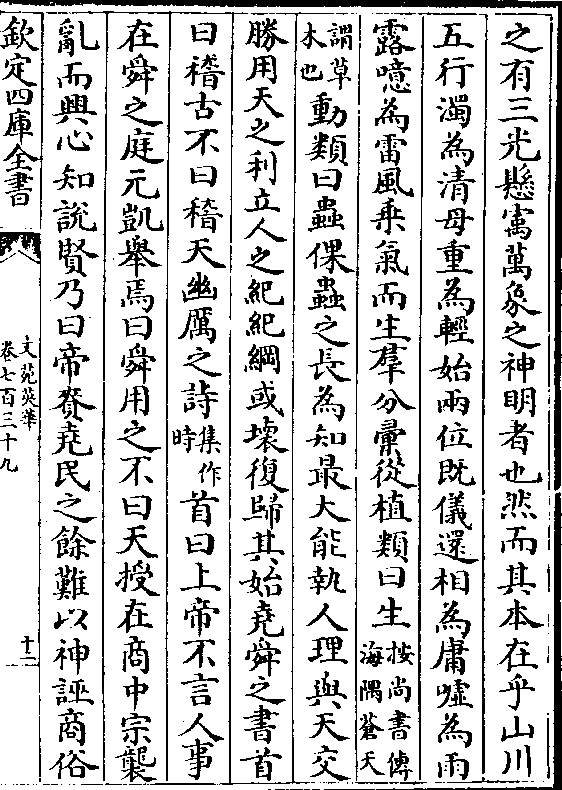 之有三光懸寓萬象之神明者也然而其本在乎山川
五行濁為清母重為輕始兩位既儀還相為庸噓為雨
露噫為雷風乗氣而生羣分彚從植類曰生按尚書傳海隅蒼天
謂草木也動類曰蟲倮蟲之長為知最大能執人理與天交
勝用天之利立人之紀紀綱或壊復歸其始堯舜之書首
曰稽古不曰稽天幽厲之詩集作時首曰上帝不言人事
在舜之庭元凱舉焉曰舜用之不曰天授在商中宗襲
亂而興心知說賢乃曰帝賚堯民之餘難以神誣商俗
欽定四庫全書
文苑英華
卷七百三十九
十二